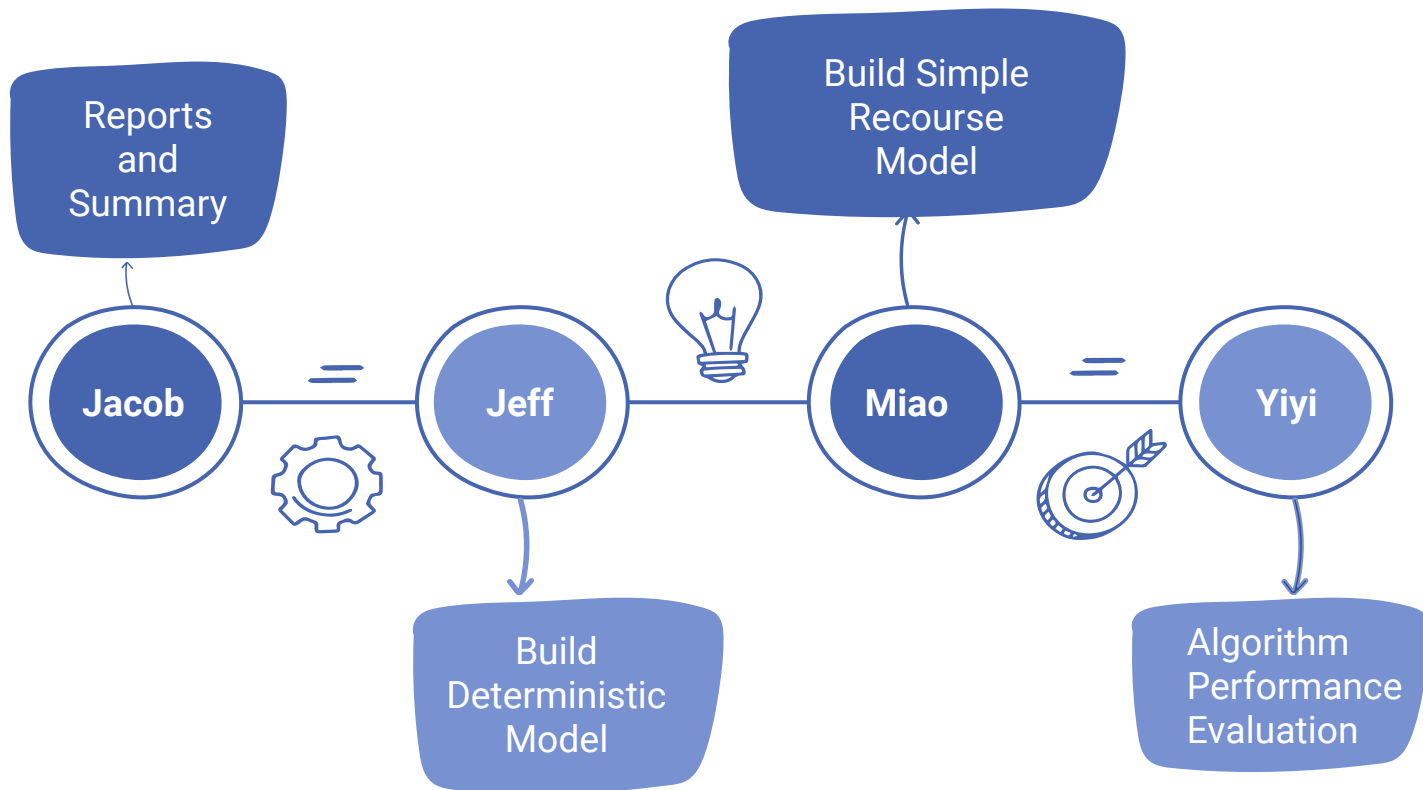 Reports
and
Summary
Build Simple
Recourse
Model
Jacob
Jeff
Miao
Yiyi
Build
Deterministic
Model
Algorithm
Performance
Evaluation